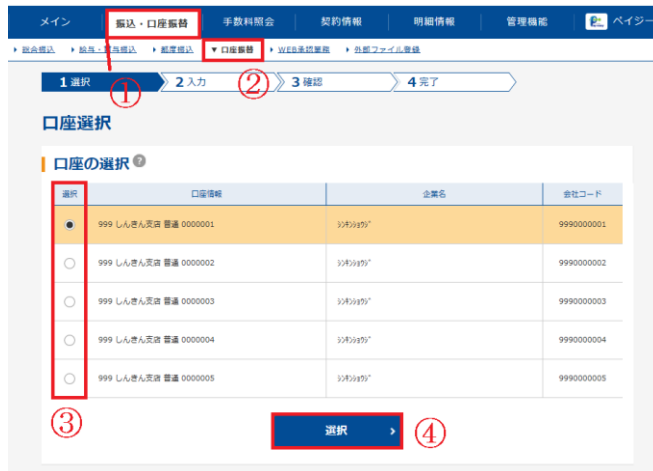 メイン 振込・口座振替 手数料照会 契約情報 明細情報 管理機能 ペイジー
総合振込 給与・賞与振込 都度振込 ▼口座振替 WEB承認業務 外部ファイル登録
1 選択 2 入力 3 確認 4 完了
① ②
口座選択
口座の選択 ?
選択 口座情報 企業名 会社コード
999 しんきん支店 普通 0000001 ｼﾝｷﾝｼｮｳｼﾞ 9990000001
999 しんきん支店 普通 0000002 ｼﾝｷﾝｼｮｳｼﾞ 9990000002
999 しんきん支店 普通 0000003 ｼﾝｷﾝｼｮｳｼﾞ 9990000003
999 しんきん支店 普通 0000004 ｼﾝｷﾝｼｮｳｼﾞ 9990000004
999 しんきん支店 普通 0000005 ｼﾝｷﾝｼｮｳｼﾞ 9990000005
③ 選択 ④